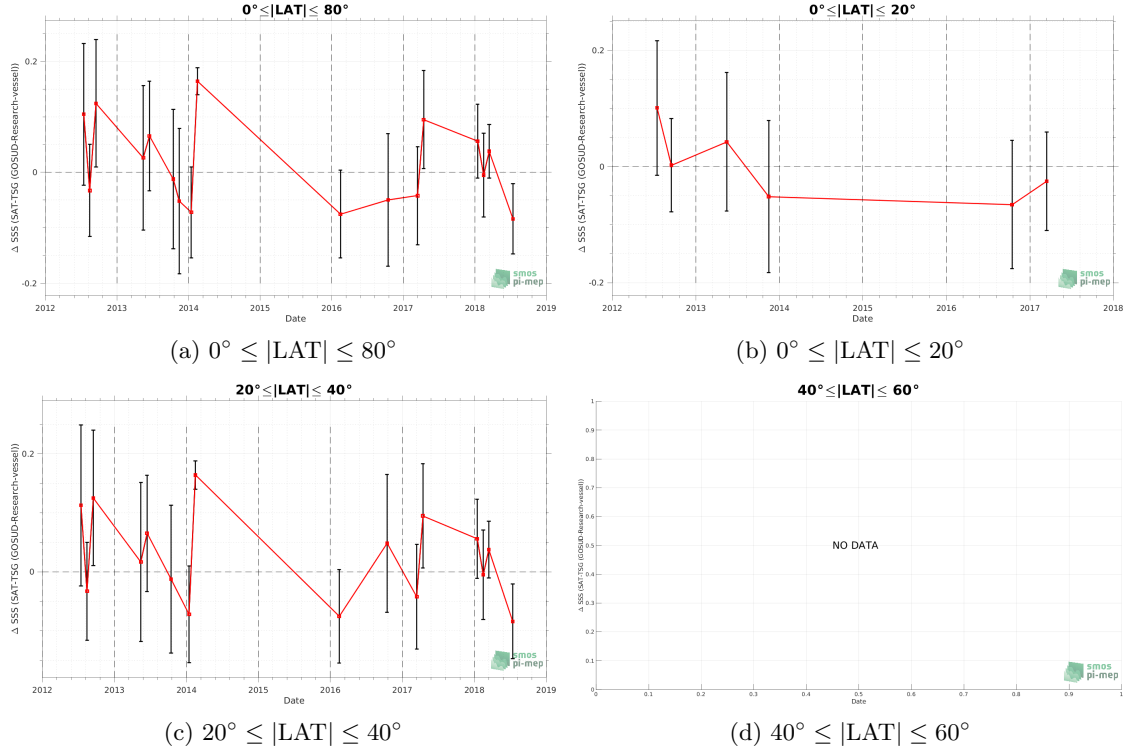 0°≤|LAT|≤ 80°
Δ SSS (SAT-TSG (GOSUD-Research-vessel))
0.2
0
-0.2
2012 2013 2014 2015 2016 2017 2018 2019
Date
smos
pi-mep
(a) 0° ≤ |LAT| ≤ 80°
0°≤|LAT|≤ 20°
Δ SSS (SAT-TSG (GOSUD-Research-vessel))
0.2
0
-0.2
2012 2013 2014 2015 2016 2017 2018
Date
smos
pi-mep
(b) 0° ≤ |LAT| ≤ 20°
20°≤|LAT|≤ 40°
Δ SSS (SAT-TSG (GOSUD-Research-vessel))
0.2
0
2012 2013 2014 2015 2016 2017 2018 2019
Date
smos
pi-mep
(c) 20° ≤ |LAT| ≤ 40°
40°≤|LAT|≤ 60°
Δ SSS (SAT-TSG (GOSUD-Research-vessel))
1
0.9
0.8
0.7
0.6
0.5
0.4
0.3
0.2
0.1
0
NO DATA
0 0.1 0.2 0.3 0.4 0.5 0.6 0.7 0.8 0.9 1
Date
smos
pi-mep
(d) 40° ≤ |LAT| ≤ 60°